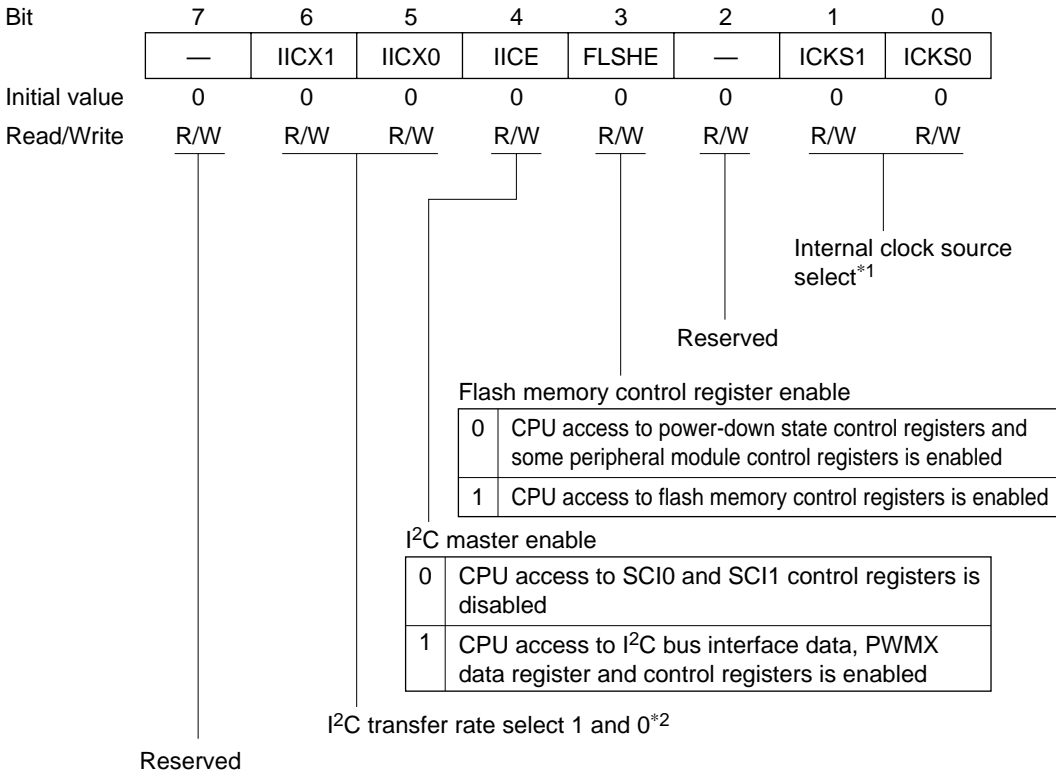 Bit 7 6 5 4 3 2 1 0
— IICX1 IICX0 IICE FLSHE — ICKS1 ICKS0
Initial value 0 0 0 0 0 0 0 0
Read/Write R/W R/W R/W R/W R/W R/W R/W R/W
Internal clock source
select*1
Reserved
Flash memory control register enable
0 CPU access to power-down state control registers and
some peripheral module control registers is enabled
1 CPU access to flash memory control registers is enabled
I2C master enable
0 CPU access to SCI0 and SCI1 control registers is
disabled
1 CPU access to I2C bus interface data, PWMX
data register and control registers is enabled
I2C transfer rate select 1 and 0*2
Reserved